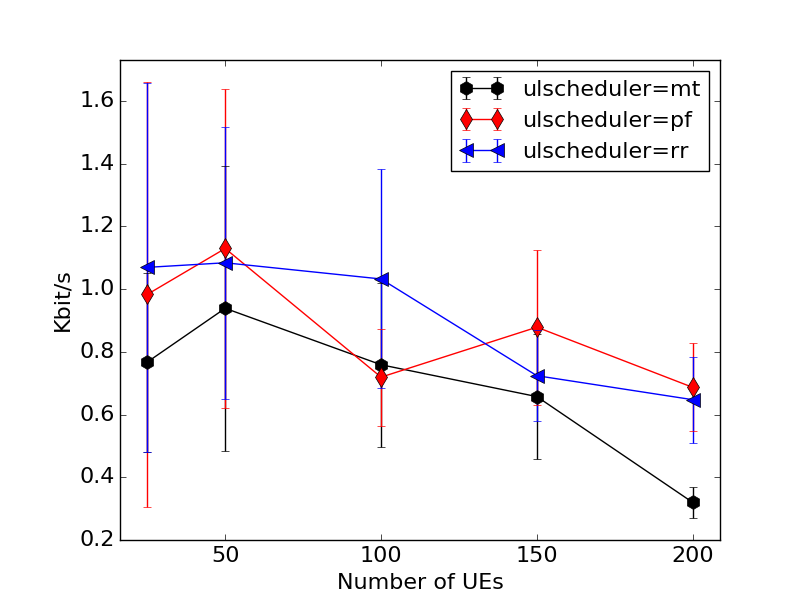 Kbit/s
1.6
1.4
1.2
1.0
0.8
0.6
0.4
0.2
50
100
150
200
Number of UEs
ulscheduler=mt
ulscheduler=pf
ulscheduler=rr